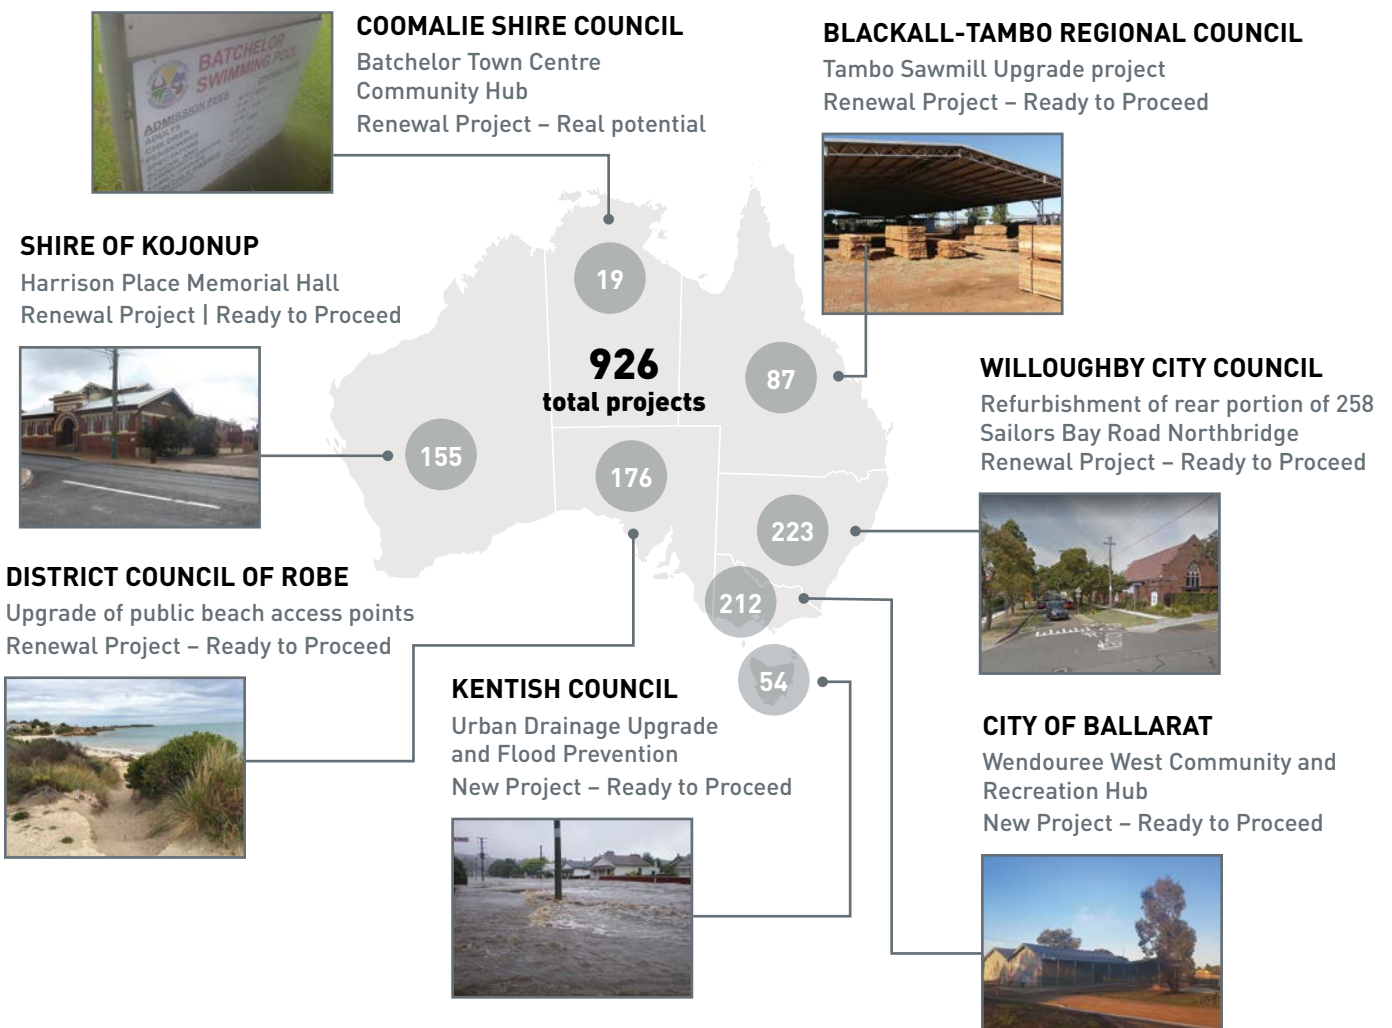 COOMALIE SHIRE COUNCIL
Batchelor Town Centre
Community Hub
Renewal Project – Real potential
BATCHELOR
SWIMMING POOL
ADMISSION FEES
ADULTS
CHILDREN
PENSIONERS
SPECTATORS
BLACKALL-TAMBO REGIONAL COUNCIL
Tambo Sawmill Upgrade project
Renewal Project – Ready to Proceed
SHIRE OF KOJONUP
Harrison Place Memorial Hall
Renewal Project | Ready to Proceed
19
926
total projects
87
155
176
223
212
54
WILLOUGHBY CITY COUNCIL
Refurbishment of rear portion of 258
Sailors Bay Road Northbridge
Renewal Project – Ready to Proceed
DISTRICT COUNCIL OF ROBE
Upgrade of public beach access points
Renewal Project – Ready to Proceed
KENTISH COUNCIL
Urban Drainage Upgrade
and Flood Prevention
New Project – Ready to Proceed
CITY OF BALLARAT
Wendouree West Community and
Recreation Hub
New Project – Ready to Proceed